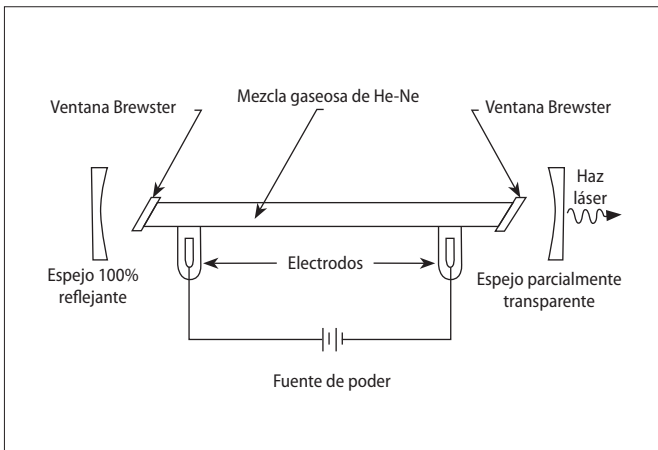 Ventana Brewster
Mezcla gaseosa de He-Ne
Ventana Brewster
Haz
láser
Espejo 100%
reflejante
Electrodos
Espejo parcialmente
transparente
Fuente de poder